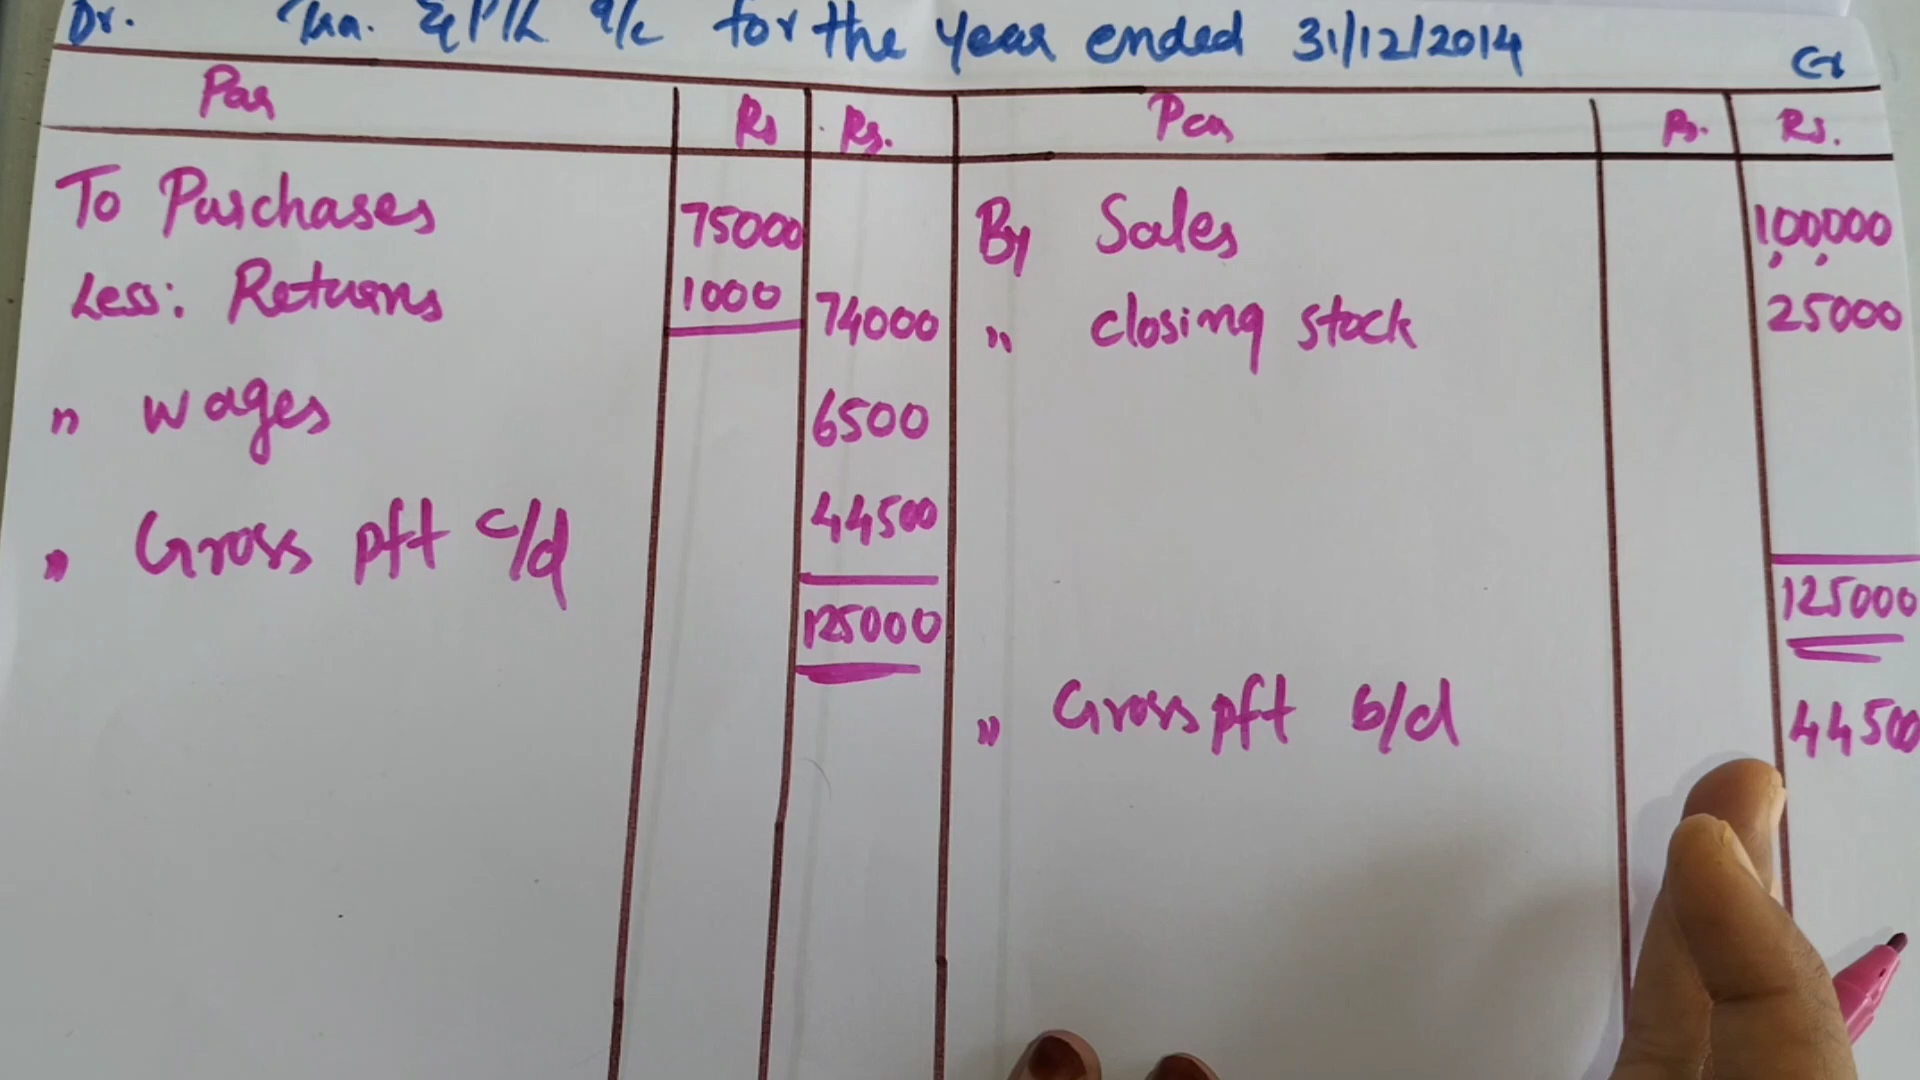 Dr. Tra. & P/L a/c for the year ended 31/12/2014 Cr
Par Rs Rs. Par Rs. Rs.
To Purchases 75000 By Sales 100000
Less: Returns 1000 74000 " closing stock 25000
" wages 6500
" Gross pft c/d 44500
125000 125000
" Gross pft b/d 44500